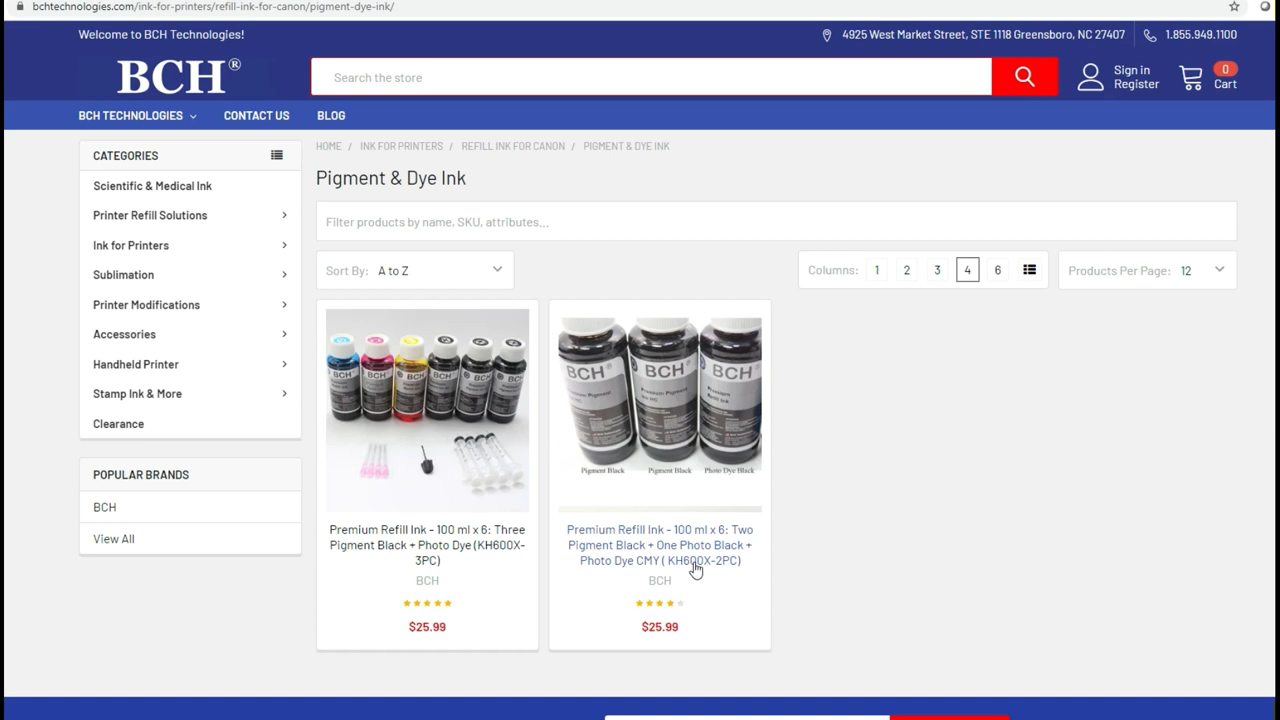 bchtechnologies.com/ink-for-printers/refill-ink-for-canon/pigment-dye-ink/
Welcome to BCH Technologies!
4925 West Market Street, STE 1118 Greensboro, NC 27407
1.855.949.1100
BCH®
Search the store
Sign in
Register
0
Cart
BCH TECHNOLOGIES
CONTACT US
BLOG
CATEGORIES
Scientific & Medical Ink
Printer Refill Solutions
Ink for Printers
Sublimation
Printer Modifications
Accessories
Handheld Printer
Stamp Ink & More
Clearance
POPULAR BRANDS
BCH
View All
HOME / INK FOR PRINTERS / REFILL INK FOR CANON / PIGMENT & DYE INK
Pigment & Dye Ink
Filter products by name, SKU, attributes...
Sort By: A to Z
Columns: 1 2 3 4 6
Products Per Page: 12
BCH
BCH
BCH
BCH
BCH
BCH
Premium Refill Ink - 100 ml x 6: Three
Pigment Black + Photo Dye (KH600X-
3PC)
BCH
$25.99
BCH
BCH
BCH
Premium Pigment
Premium Pigment
Premium
Refill Ink
Pigment Black
Pigment Black
Photo Dye Black
Premium Refill Ink - 100 ml x 6: Two
Pigment Black + One Photo Black +
Photo Dye CMY ( KH600X-2PC)
BCH
$25.99